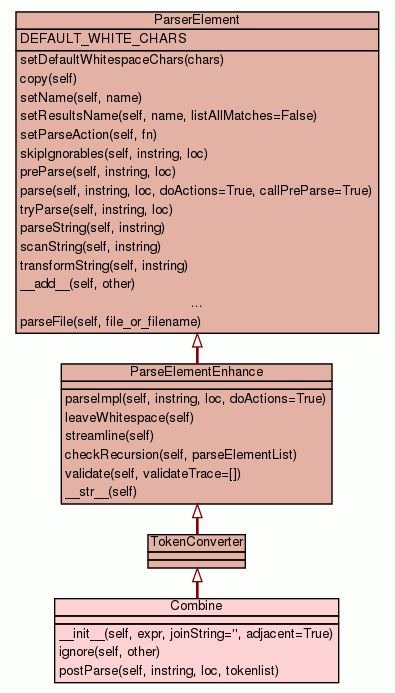 ParserElement
DEFAULT_WHITE_CHARS
setDefaultWhitespaceChars(chars)
copy(self)
setName(self, name)
setResultsName(self, name, listAllMatches=False)
setParseAction(self, fn)
skipIgnorables(self, instring, loc)
preParse(self, instring, loc)
parse(self, instring, loc, doActions=True, callPreParse=True)
tryParse(self, instring, loc)
parseString(self, instring)
scanString(self, instring)
transformString(self, instring)
__add__(self, other)
...
parseFile(self, file_or_filename)
ParseElementEnhance
parseImpl(self, instring, loc, doActions=True)
leaveWhitespace(self)
streamline(self)
checkRecursion(self, parseElementList)
validate(self, validateTrace=[])
__str__(self)
TokenConverter
Combine
__init__(self, expr, joinString='', adjacent=True)
ignore(self, other)
postParse(self, instring, loc, tokenlist)